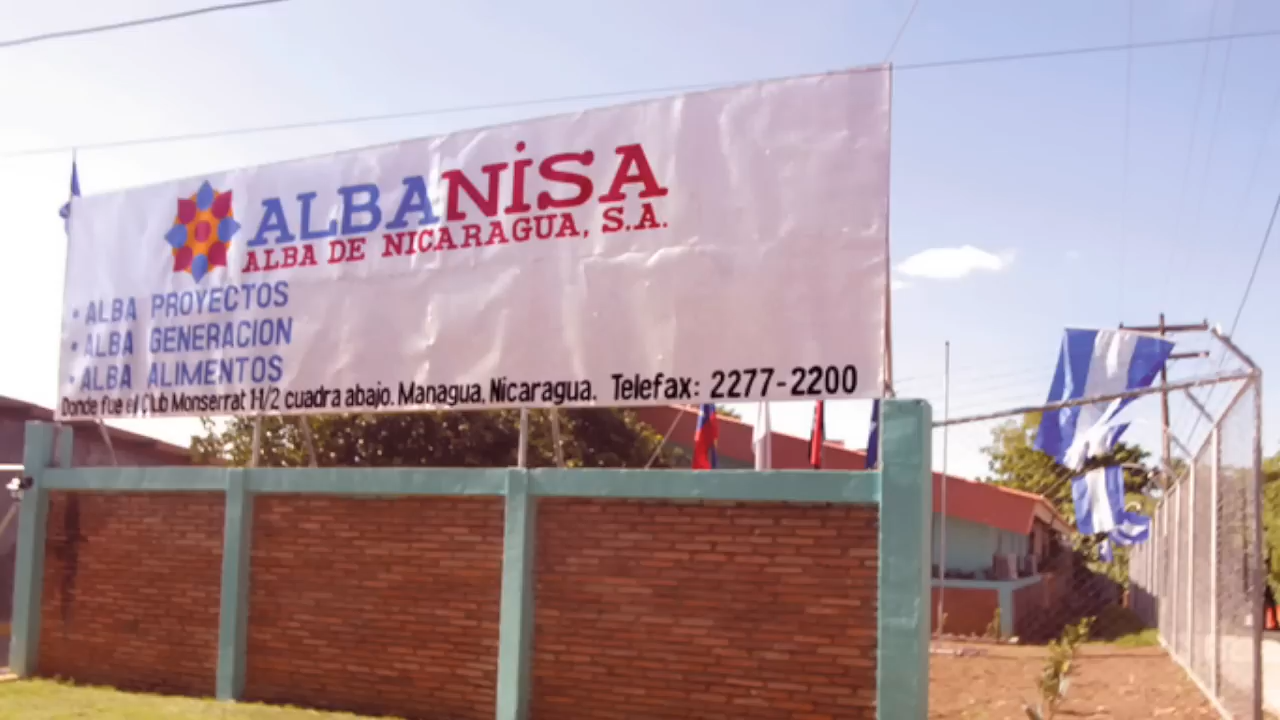 ALBANISA
ALBA DE NICARAGUA, S.A.
• ALBA PROYECTOS
• ALBA GENERACION
• ALBA ALIMENTOS
Donde fue el Club Monserrat 1-1/2 cuadra abajo. Managua, Nicaragua. Telefax: 2277-2200